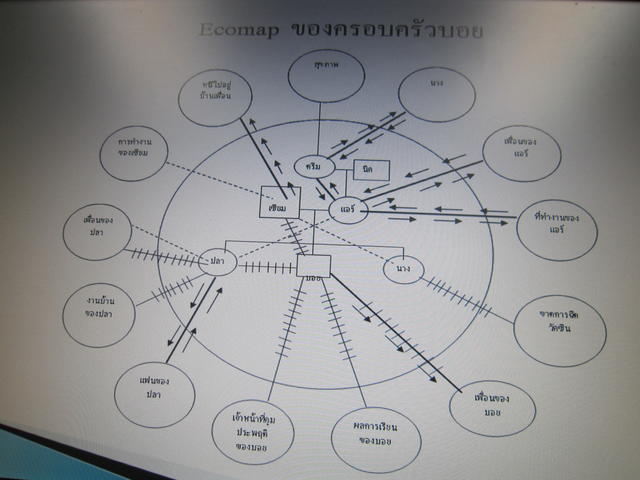 Ecomap ของครอบครัวบอย
สุขภาพ
หนีไปอยู่
บ้านเพื่อน
นาง
การทำงาน
ของเซียม
เพื่อนของ
แอร์
ครีม
นิค
เซียม
แอร์
เพื่อนของ
ปลา
ที่ทำงานของ
แอร์
ปลา
บอย
นาง
งานบ้าน
ของปลา
ขาดการฉีด
วัคซีน
แฟนของ
ปลา
เพื่อนของ
บอย
เจ้าหน้าที่คุม
ประพฤติ
ของบอย
ผลการเรียน
ของบอย